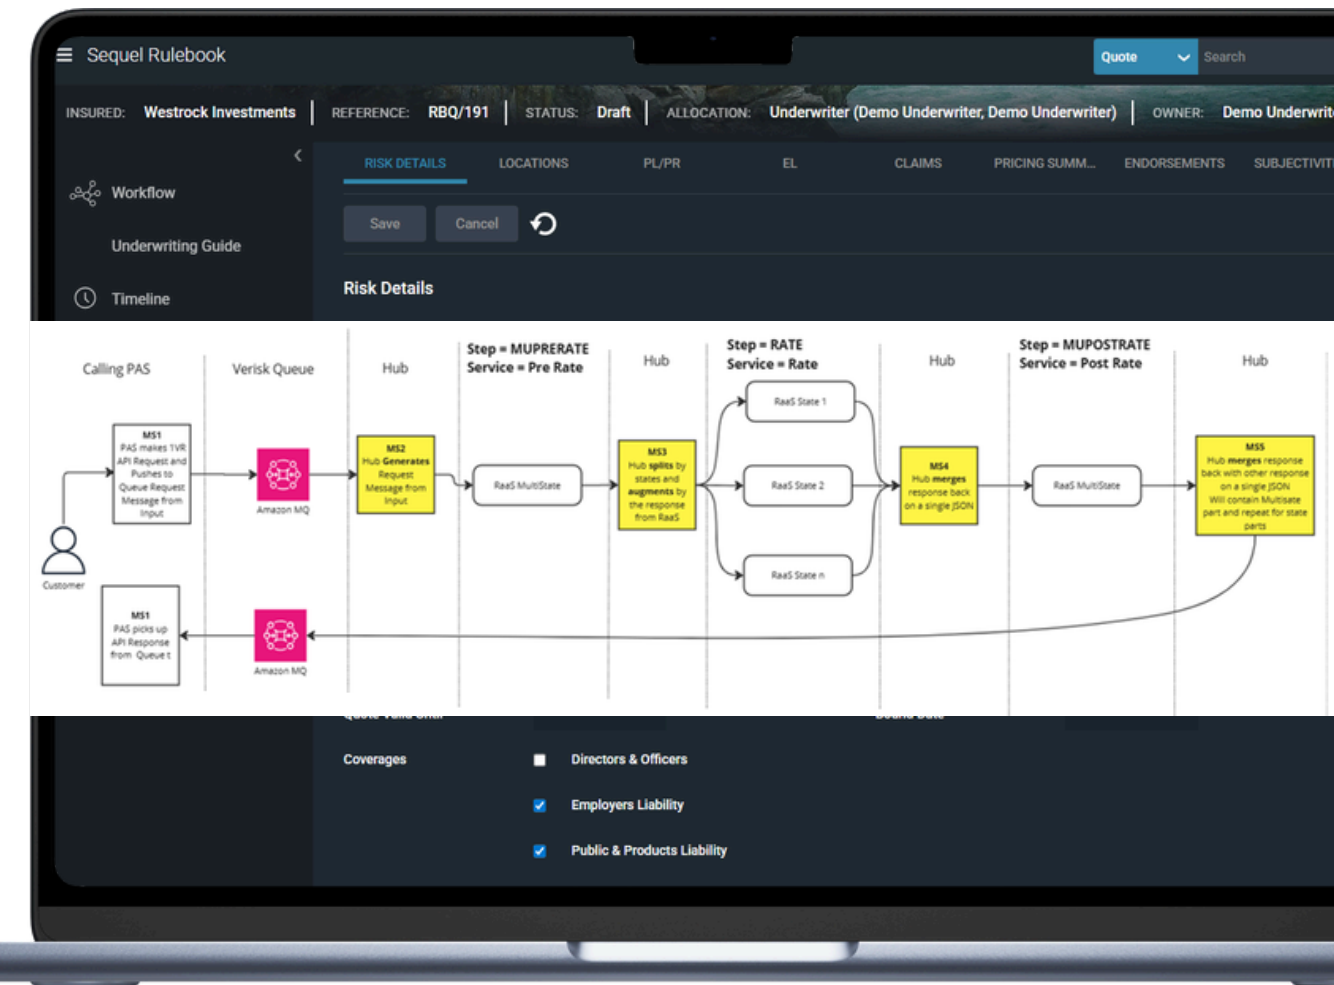 Sequel Rulebook
Quote
Search
INSURED: Westrock Investments
REFERENCE: RBQ/191
STATUS: Draft
ALLOCATION: Underwriter (Demo Underwriter, Demo Underwriter)
OWNER: Demo Underwrite
RISK DETAILS
LOCATIONS
PL/PR
EL
CLAIMS
PRICING SUMM...
ENDORSEMENTS
SUBJECTIVITI
Workflow
Underwriting Guide
Timeline
Save
Cancel
Risk Details
Calling PAS
Verisk Queue
Hub
Step = MUPRERATE
Service = Pre Rate
Hub
Step = RATE
Service = Rate
Hub
Step = MUPOSTRATE
Service = Post Rate
Hub
MS1
PAS makes 1VR
API Request and
Pushes to
Queue Request
Message from
Input
Amazon MQ
MS2
Hub Generates
Request
Message from
Input
RaaS MultiState
MS3
Hub splits by
states and
augments by
the response
from RaaS
RaaS State 1
RaaS State 2
RaaS State n
MS4
Hub merges
response back
on a single JSON
RaaS MultiState
MS5
Hub merges response
back with other response
on a single JSON
Will contain Multisate
part and repeat for state
parts
Customer
MS1
PAS picks up
API Response
from Queue t
Amazon MQ
Quote Valid Until
Bound Date
Coverages
Directors & Officers
Employers Liability
Public & Products Liability